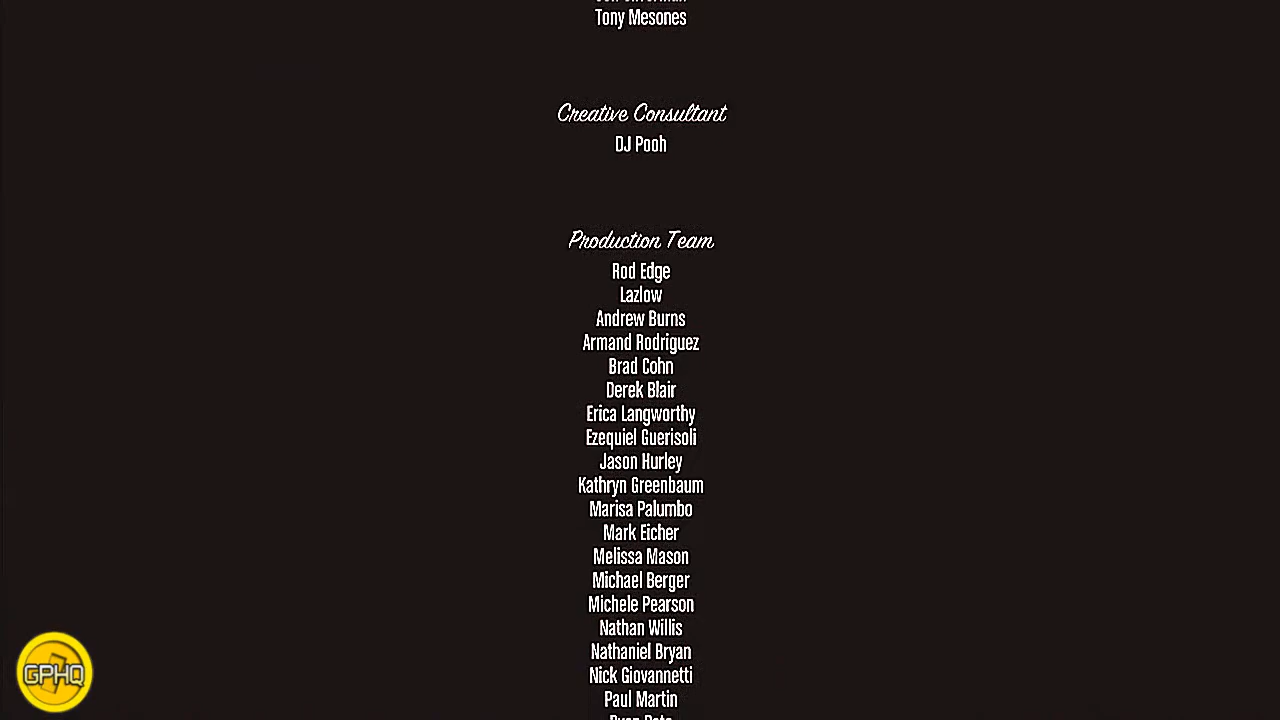 Tony Mesones
Creative Consultant
DJ Pooh
Production Team
Rod Edge
Lazlow
Andrew Burns
Armand Rodriguez
Brad Cohn
Derek Blair
Erica Langworthy
Ezequiel Guerisoli
Jason Hurley
Kathryn Greenbaum
Marisa Palumbo
Mark Eicher
Melissa Mason
Michael Berger
Michele Pearson
Nathan Willis
Nathaniel Bryan
Nick Giovannetti
Paul Martin
GPHQ